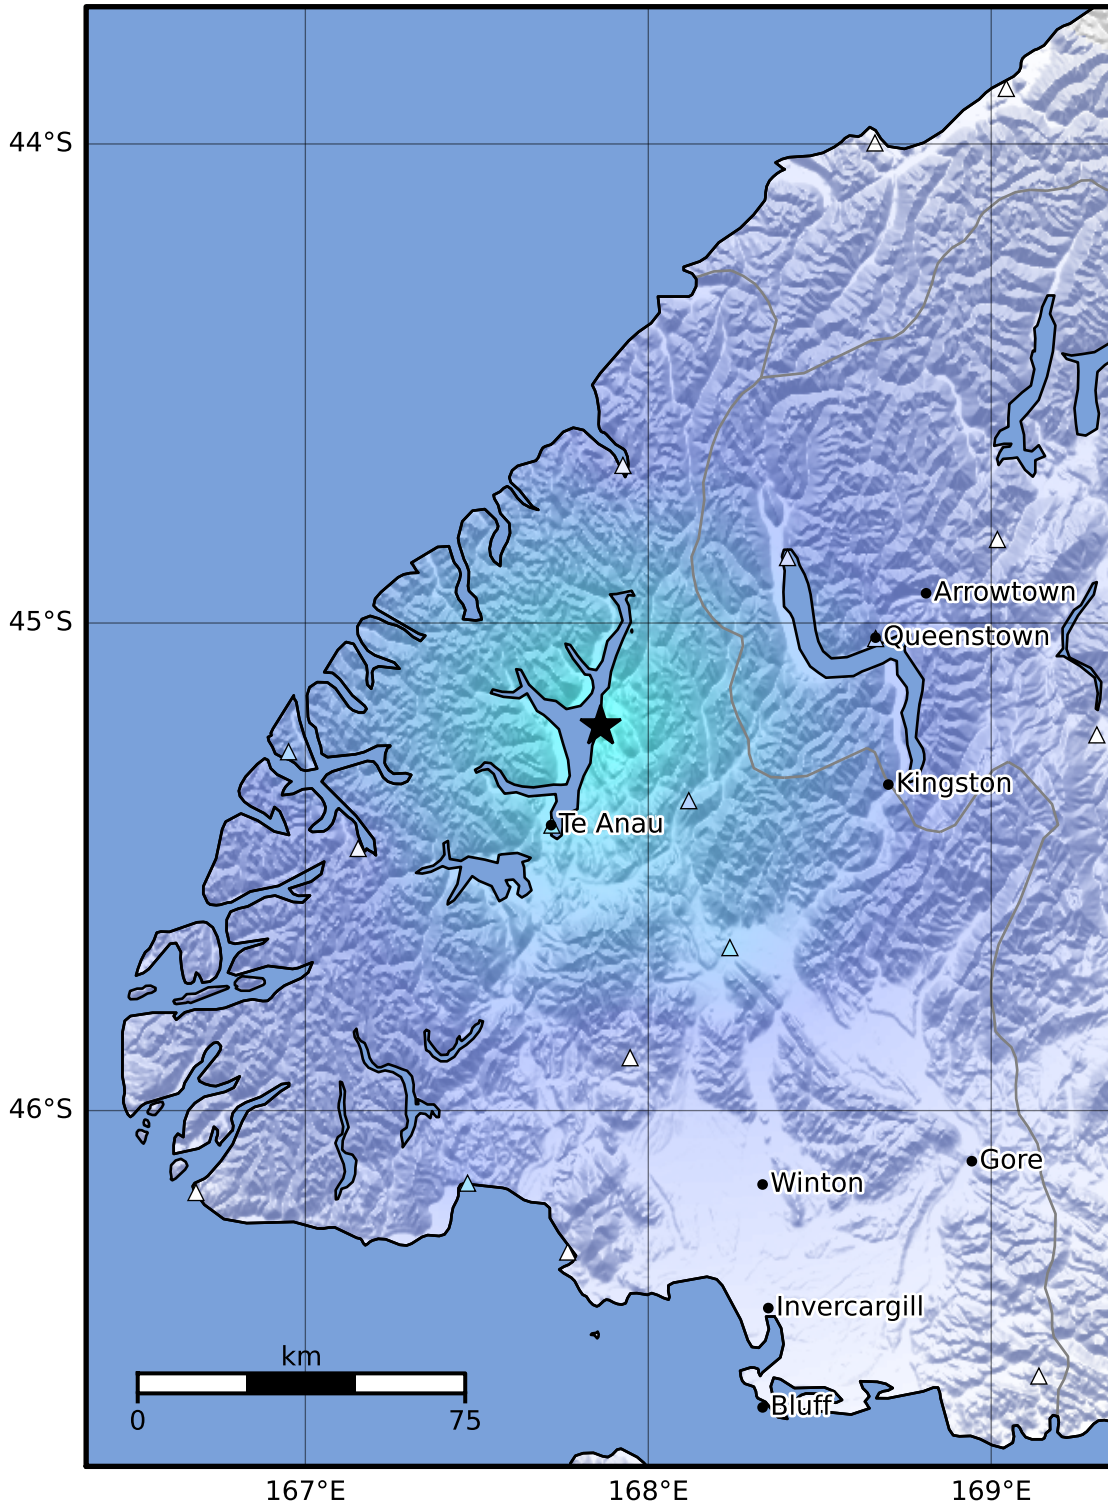 44°S
45°S
Arrowtown
Queenstown
Kingston
Te Anau
46°S
Gore
Winton
Invercargill
km
Bluff
0
75
167°E
168°E
169°E